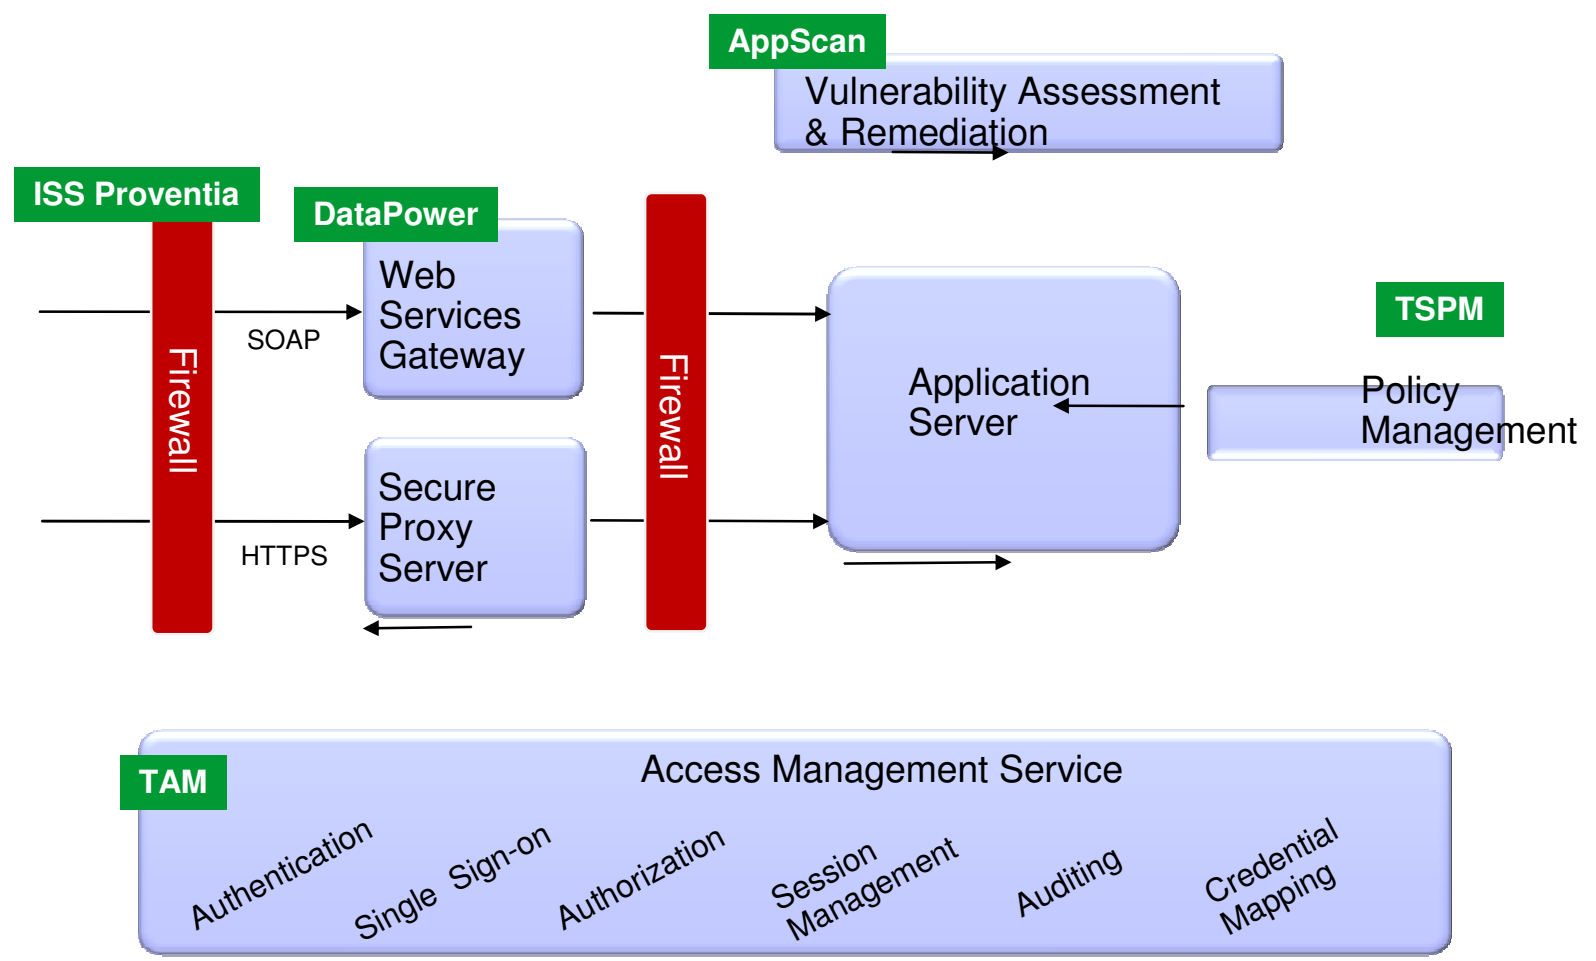 AppScan
Vulnerability Assessment
& Remediation
ISS Proventia
DataPower
Web
Services
Gateway
SOAP
Firewall
Firewall
Application
Server
TSPM
Policy
Management
Secure
Proxy
Server
HTTPS
TAM
Access Management Service
Authentication
Single Sign-on
Authorization
Session
Management
Auditing
Credential
Mapping